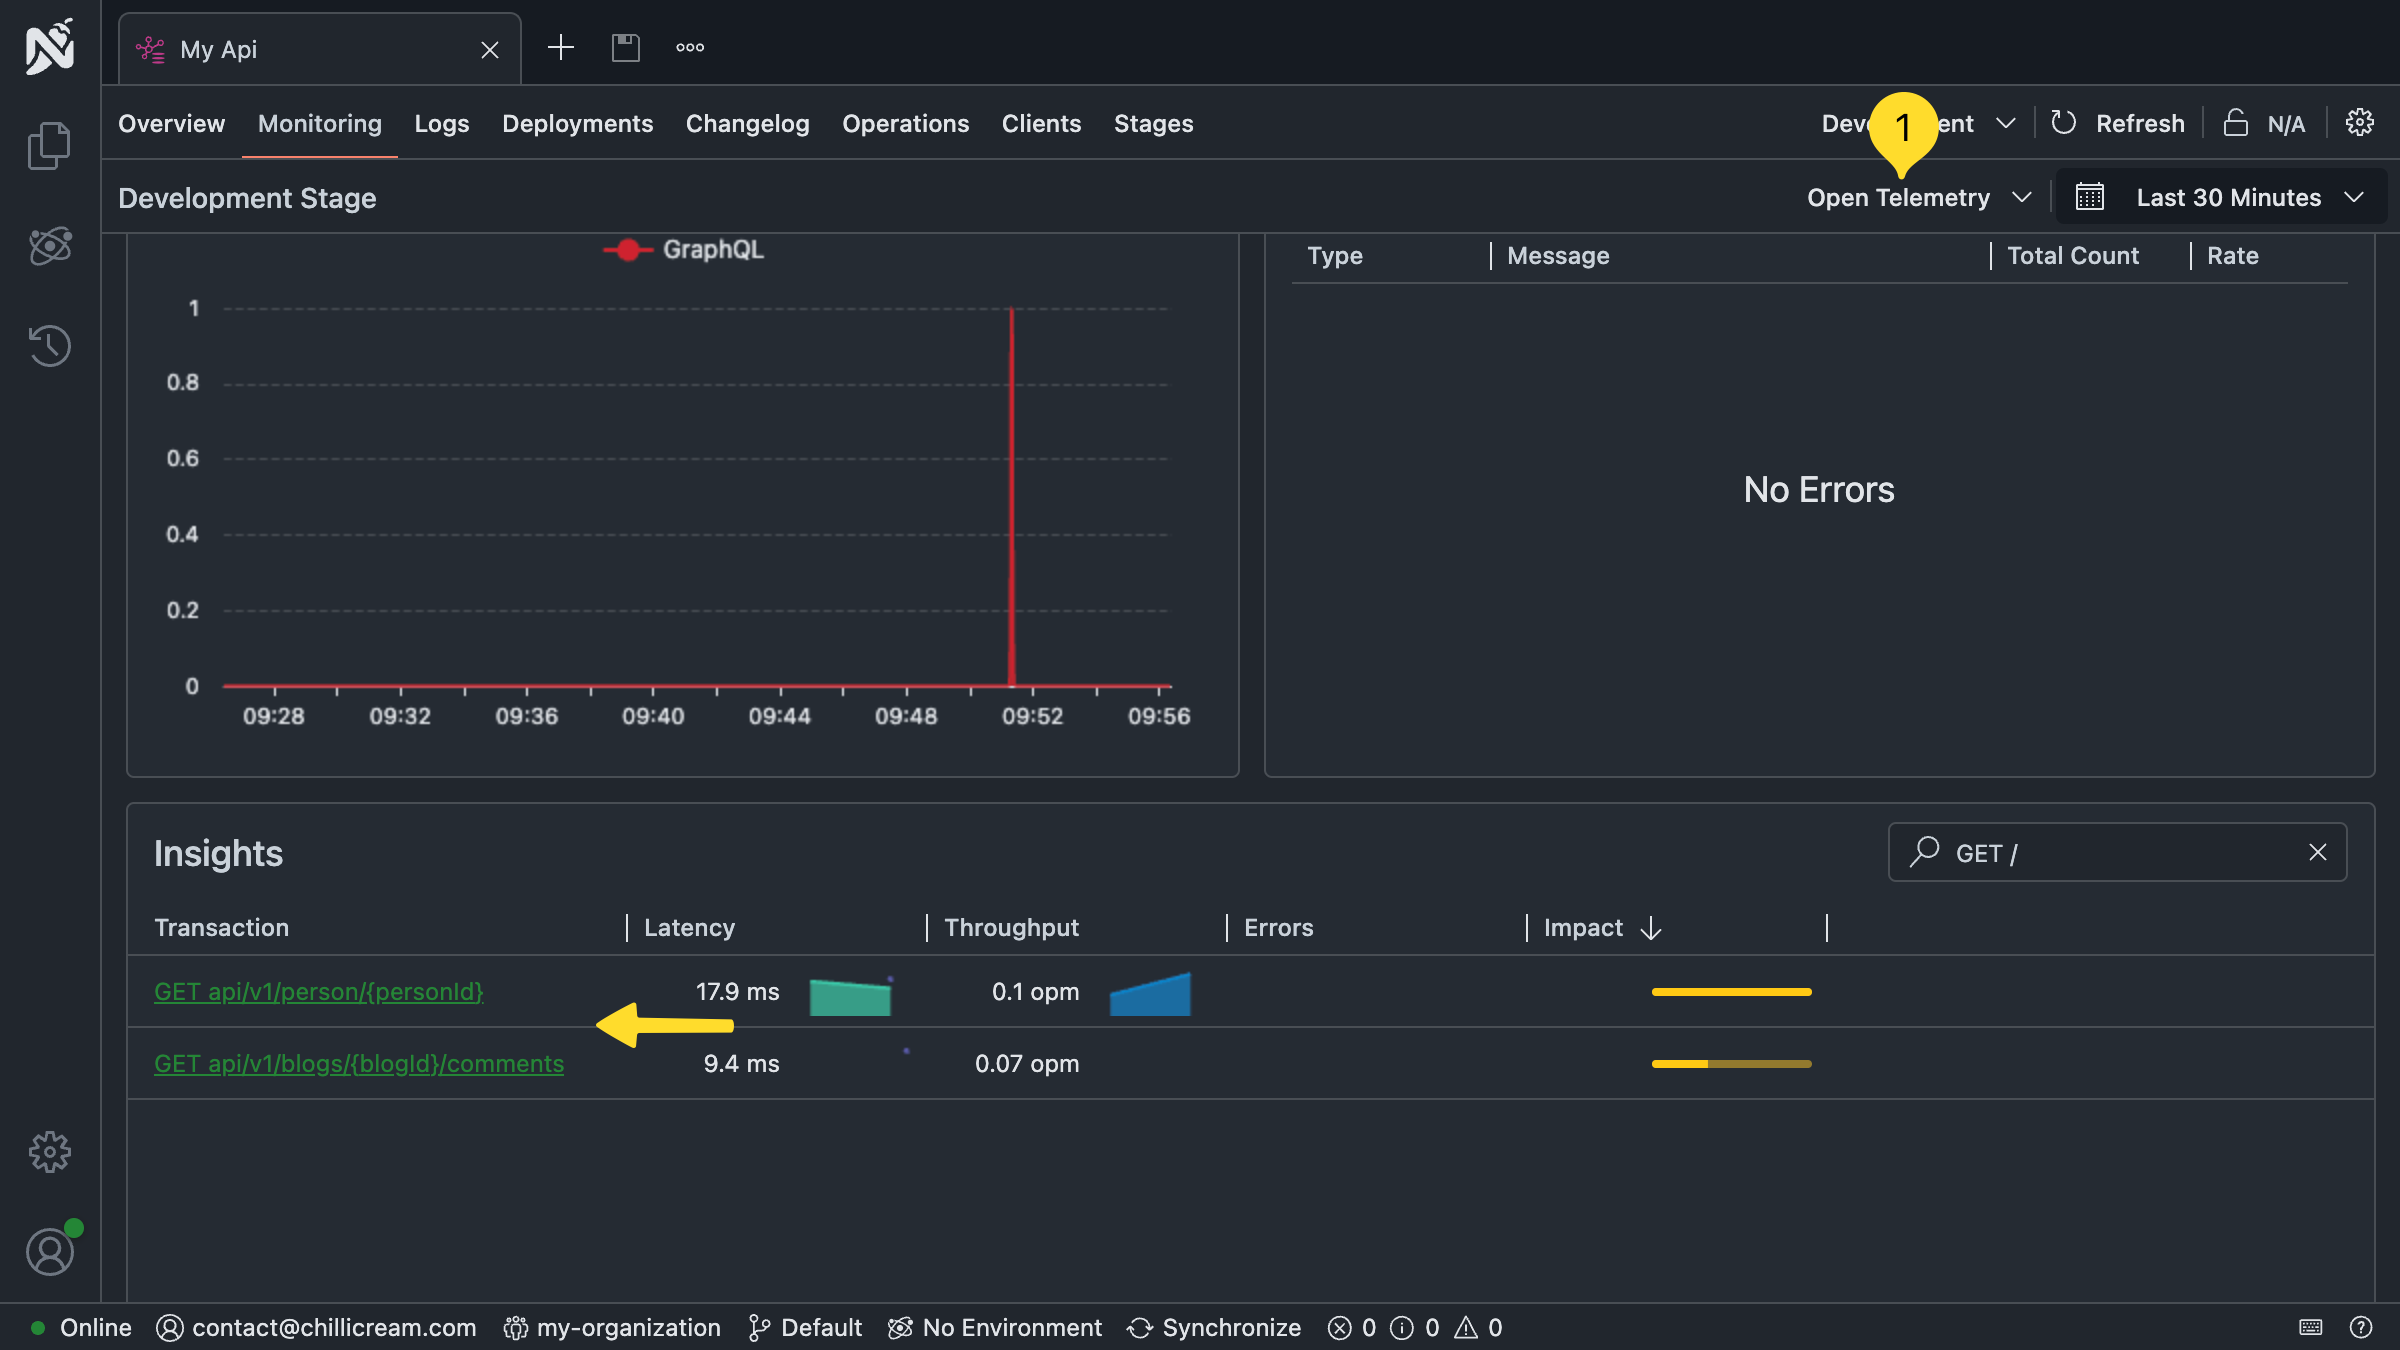 My Api
Overview Monitoring Logs Deployments Changelog Operations Clients Stages
1 Refresh N/A
Development Stage
Open Telemetry Last 30 Minutes
GraphQL
1
0.8
0.6
0.4
0.2
0
09:28 09:32 09:36 09:40 09:44 09:48 09:52 09:56
Type Message Total Count Rate
No Errors
Insights
GET /
Transaction Latency Throughput Errors Impact
GET api/v1/person/{personId} 17.9 ms 0.1 opm
GET api/v1/blogs/{blogId}/comments 9.4 ms 0.07 opm
Online contact@chillicream.com my-organization Default No Environment Synchronize 0 0 0